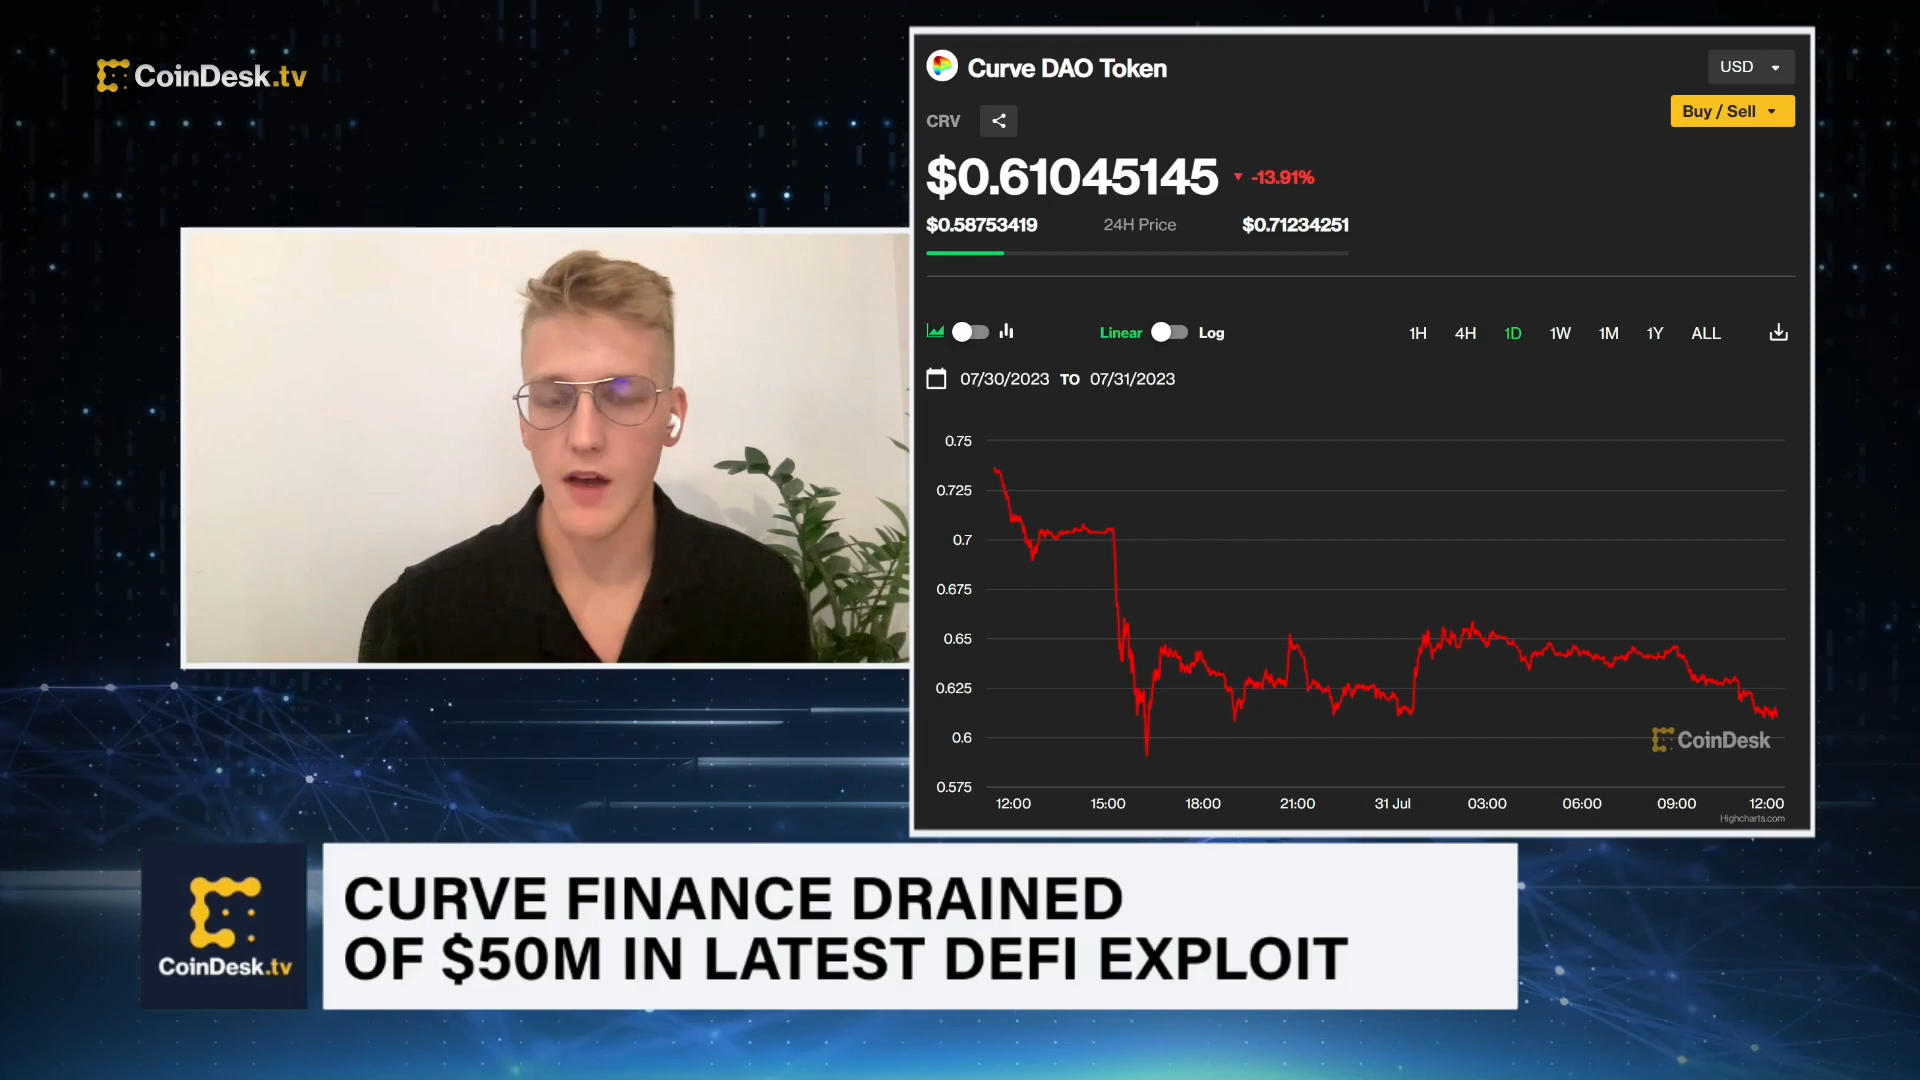 CoinDesk.tv
Curve DAO Token
USD
CRV
Buy / Sell
$0.61045145 -13.91%
$0.58753419 24H Price $0.71234251
Linear Log
1H 4H 1D 1W 1M 1Y ALL
07/30/2023 TO 07/31/2023
0.75
0.725
0.7
0.675
0.65
0.625
0.6
0.575
CoinDesk
12:00 15:00 18:00 21:00 31 Jul 03:00 06:00 09:00 12:00
Highcharts.com
CoinDesk.tv
CURVE FINANCE DRAINED
OF $50M IN LATEST DEFI EXPLOIT